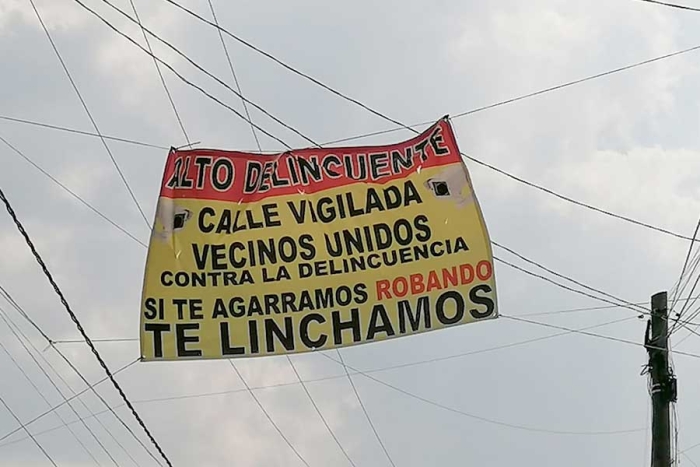 ALTO DELINCUENTE
CALLE VIGILADA
VECINOS UNIDOS
CONTRA LA DELINCUENCIA
SI TE AGARRAMOS ROBANDO
TE LINCHAMOS